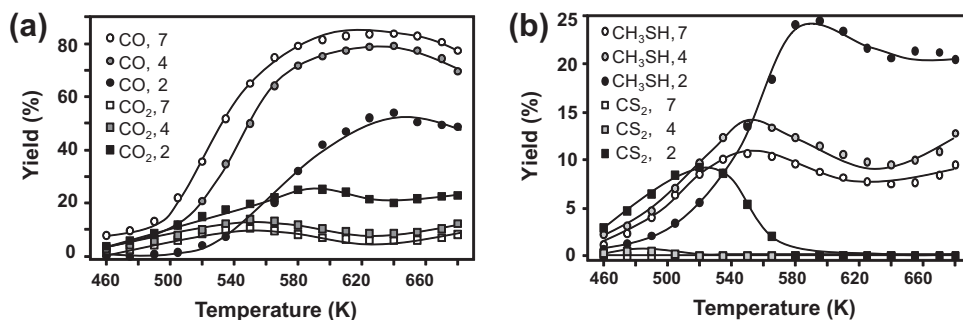 (a)
80
60
40
20
0
Yield (%)
CO, 7
CO, 4
CO, 2
CO₂, 7
CO₂, 4
CO₂, 2
460 500 540 580 620 660
Temperature (K)
(b)
25
20
15
10
5
0
Yield (%)
CH₃SH, 7
CH₃SH, 4
CH₃SH, 2
CS₂, 7
CS₂, 4
CS₂, 2
460 500 540 580 620 660
Temperature (K)